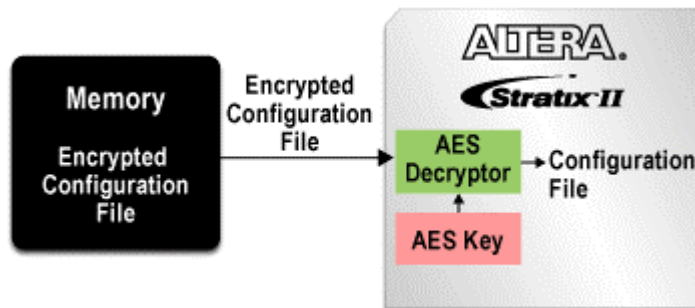 Memory
Encrypted
Configuration
File
Encrypted
Configuration
File
ALTERA.
Stratix II
AES
Decryptor
Configuration
File
AES Key